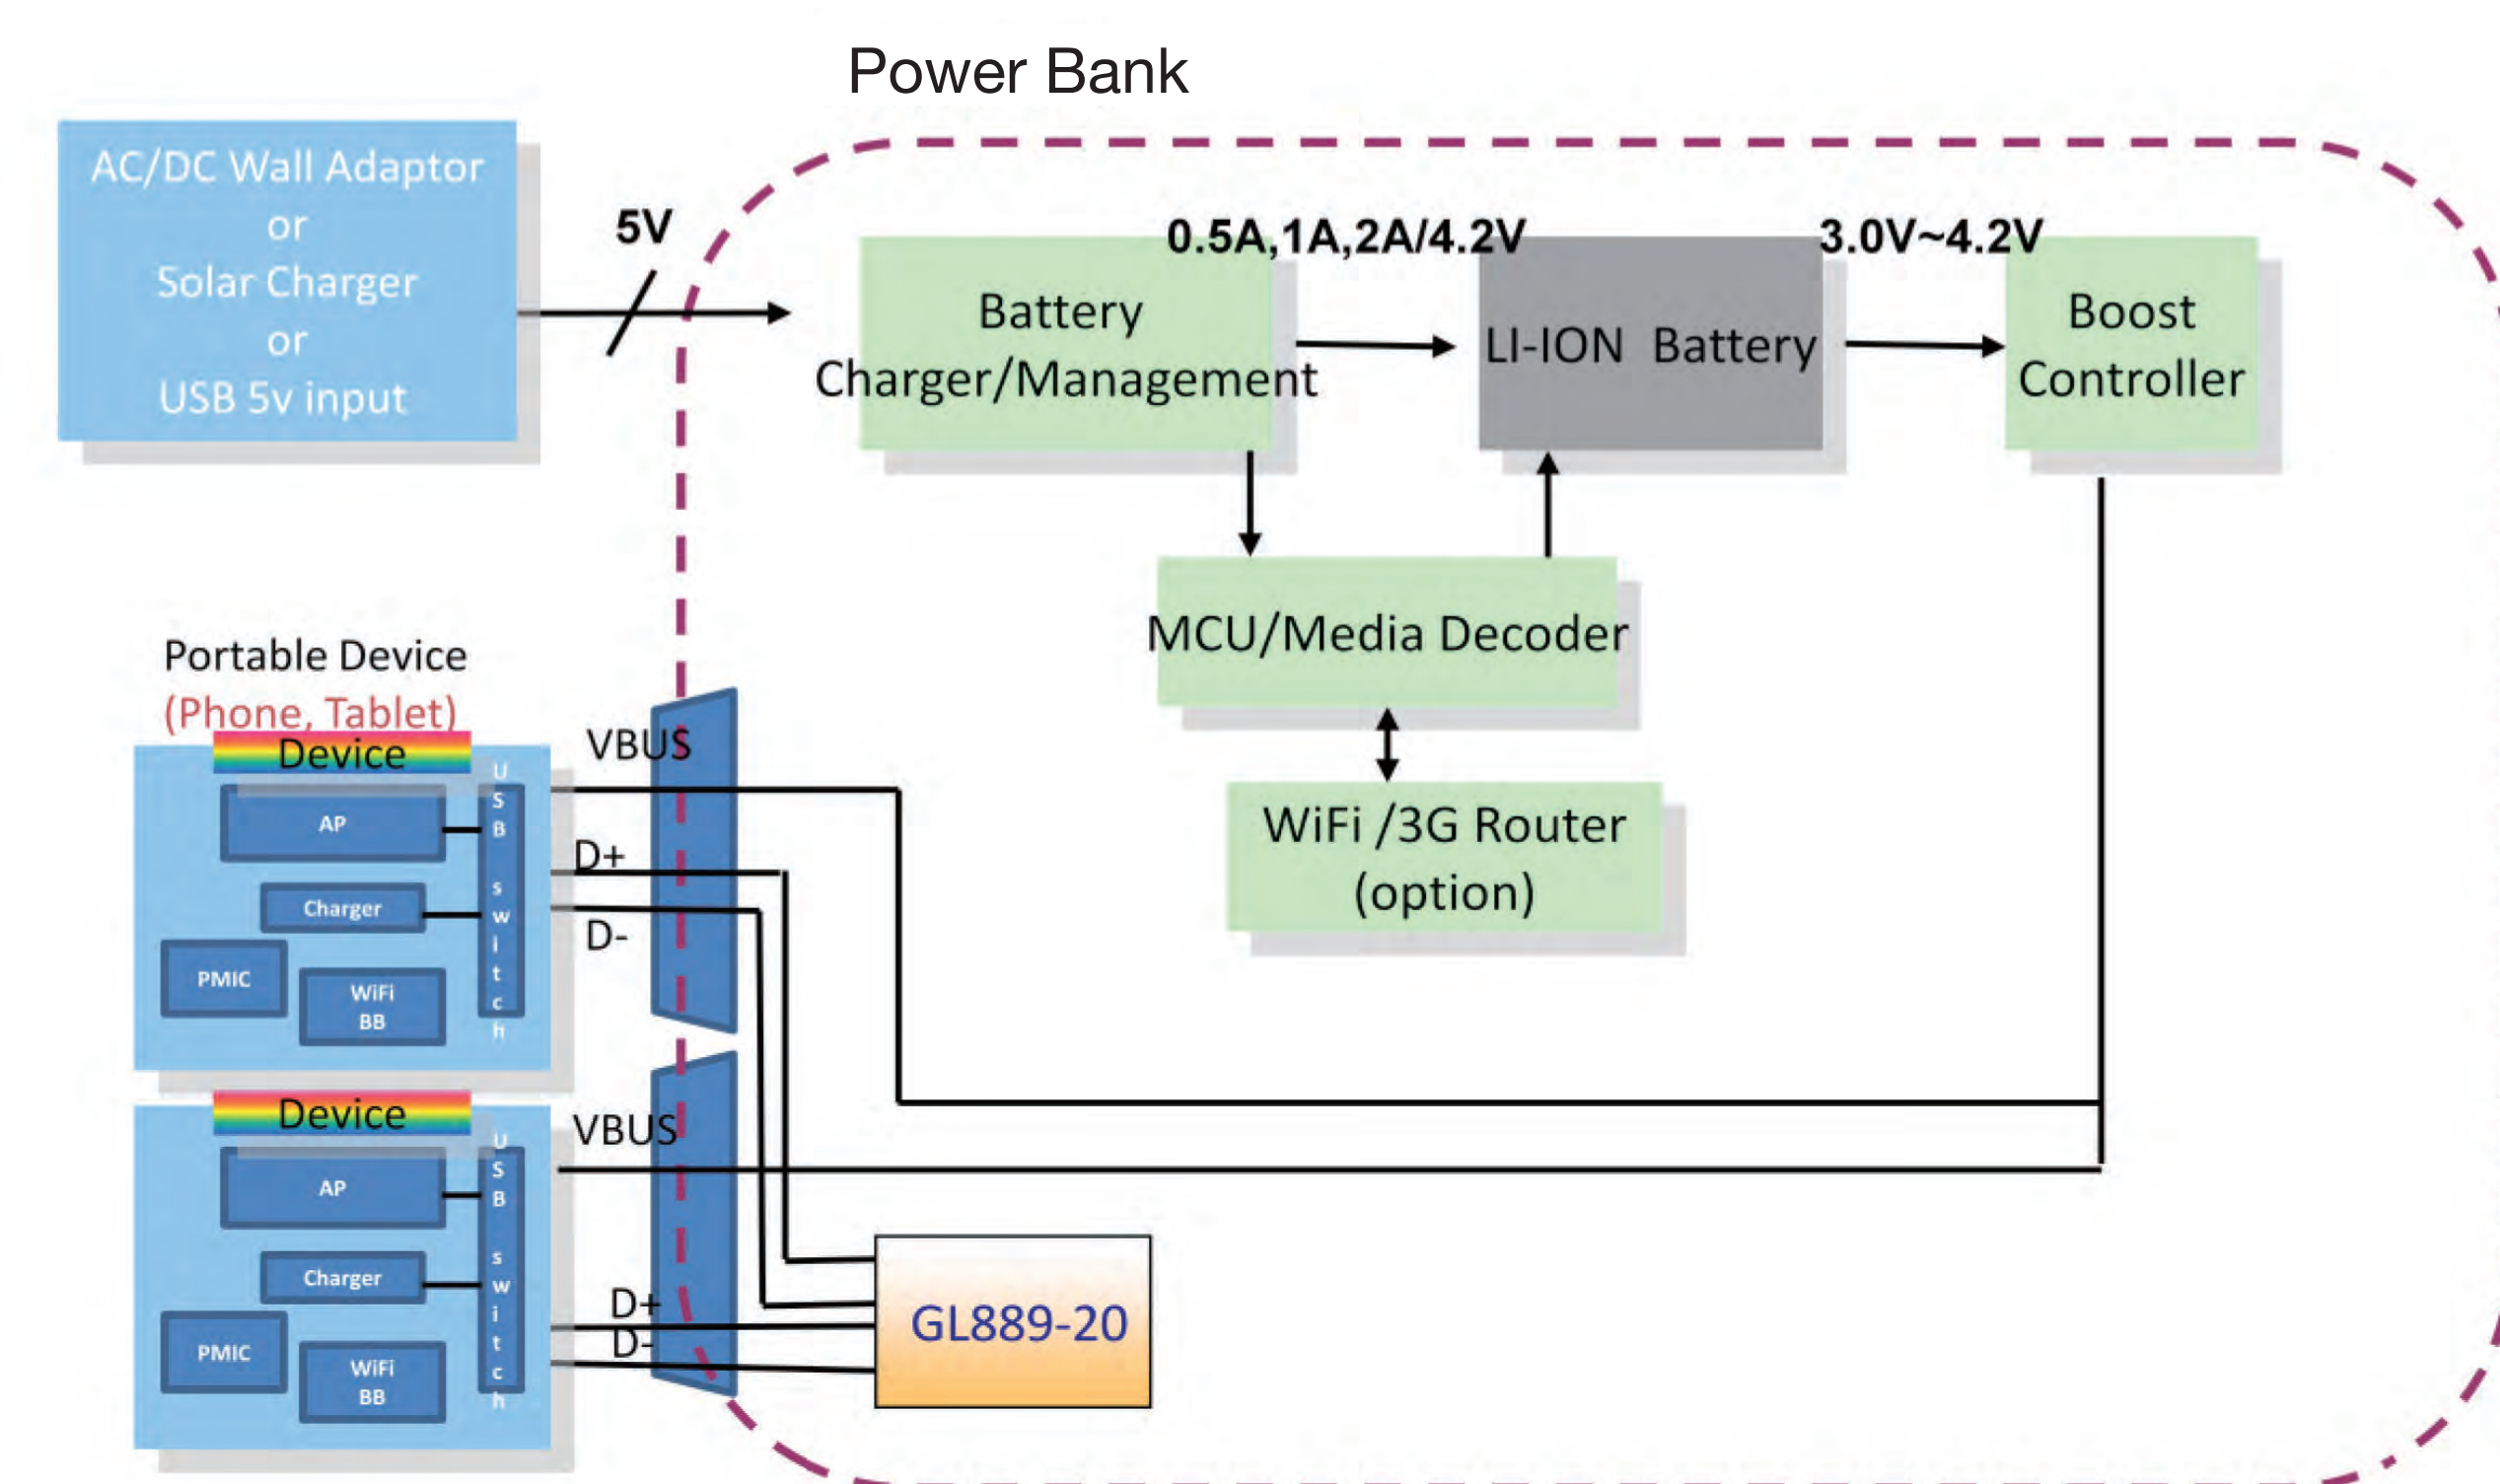 Power Bank
AC/DC Wall Adaptor
or
Solar Charger
or
USB 5v input
5V
0.5A,1A,2A/4.2V
3.0V~4.2V
Battery
Charger/Management
LI-ION Battery
Boost
Controller
MCU/Media Decoder
WiFi /3G Router
(option)
Portable Device
(Phone, Tablet)
Device
AP
Charger
PMIC
WiFi
BB
USB switch
VBUS
D+
D-
Device
AP
Charger
PMIC
WiFi
BB
USB switch
VBUS
D+
D-
GL889-20